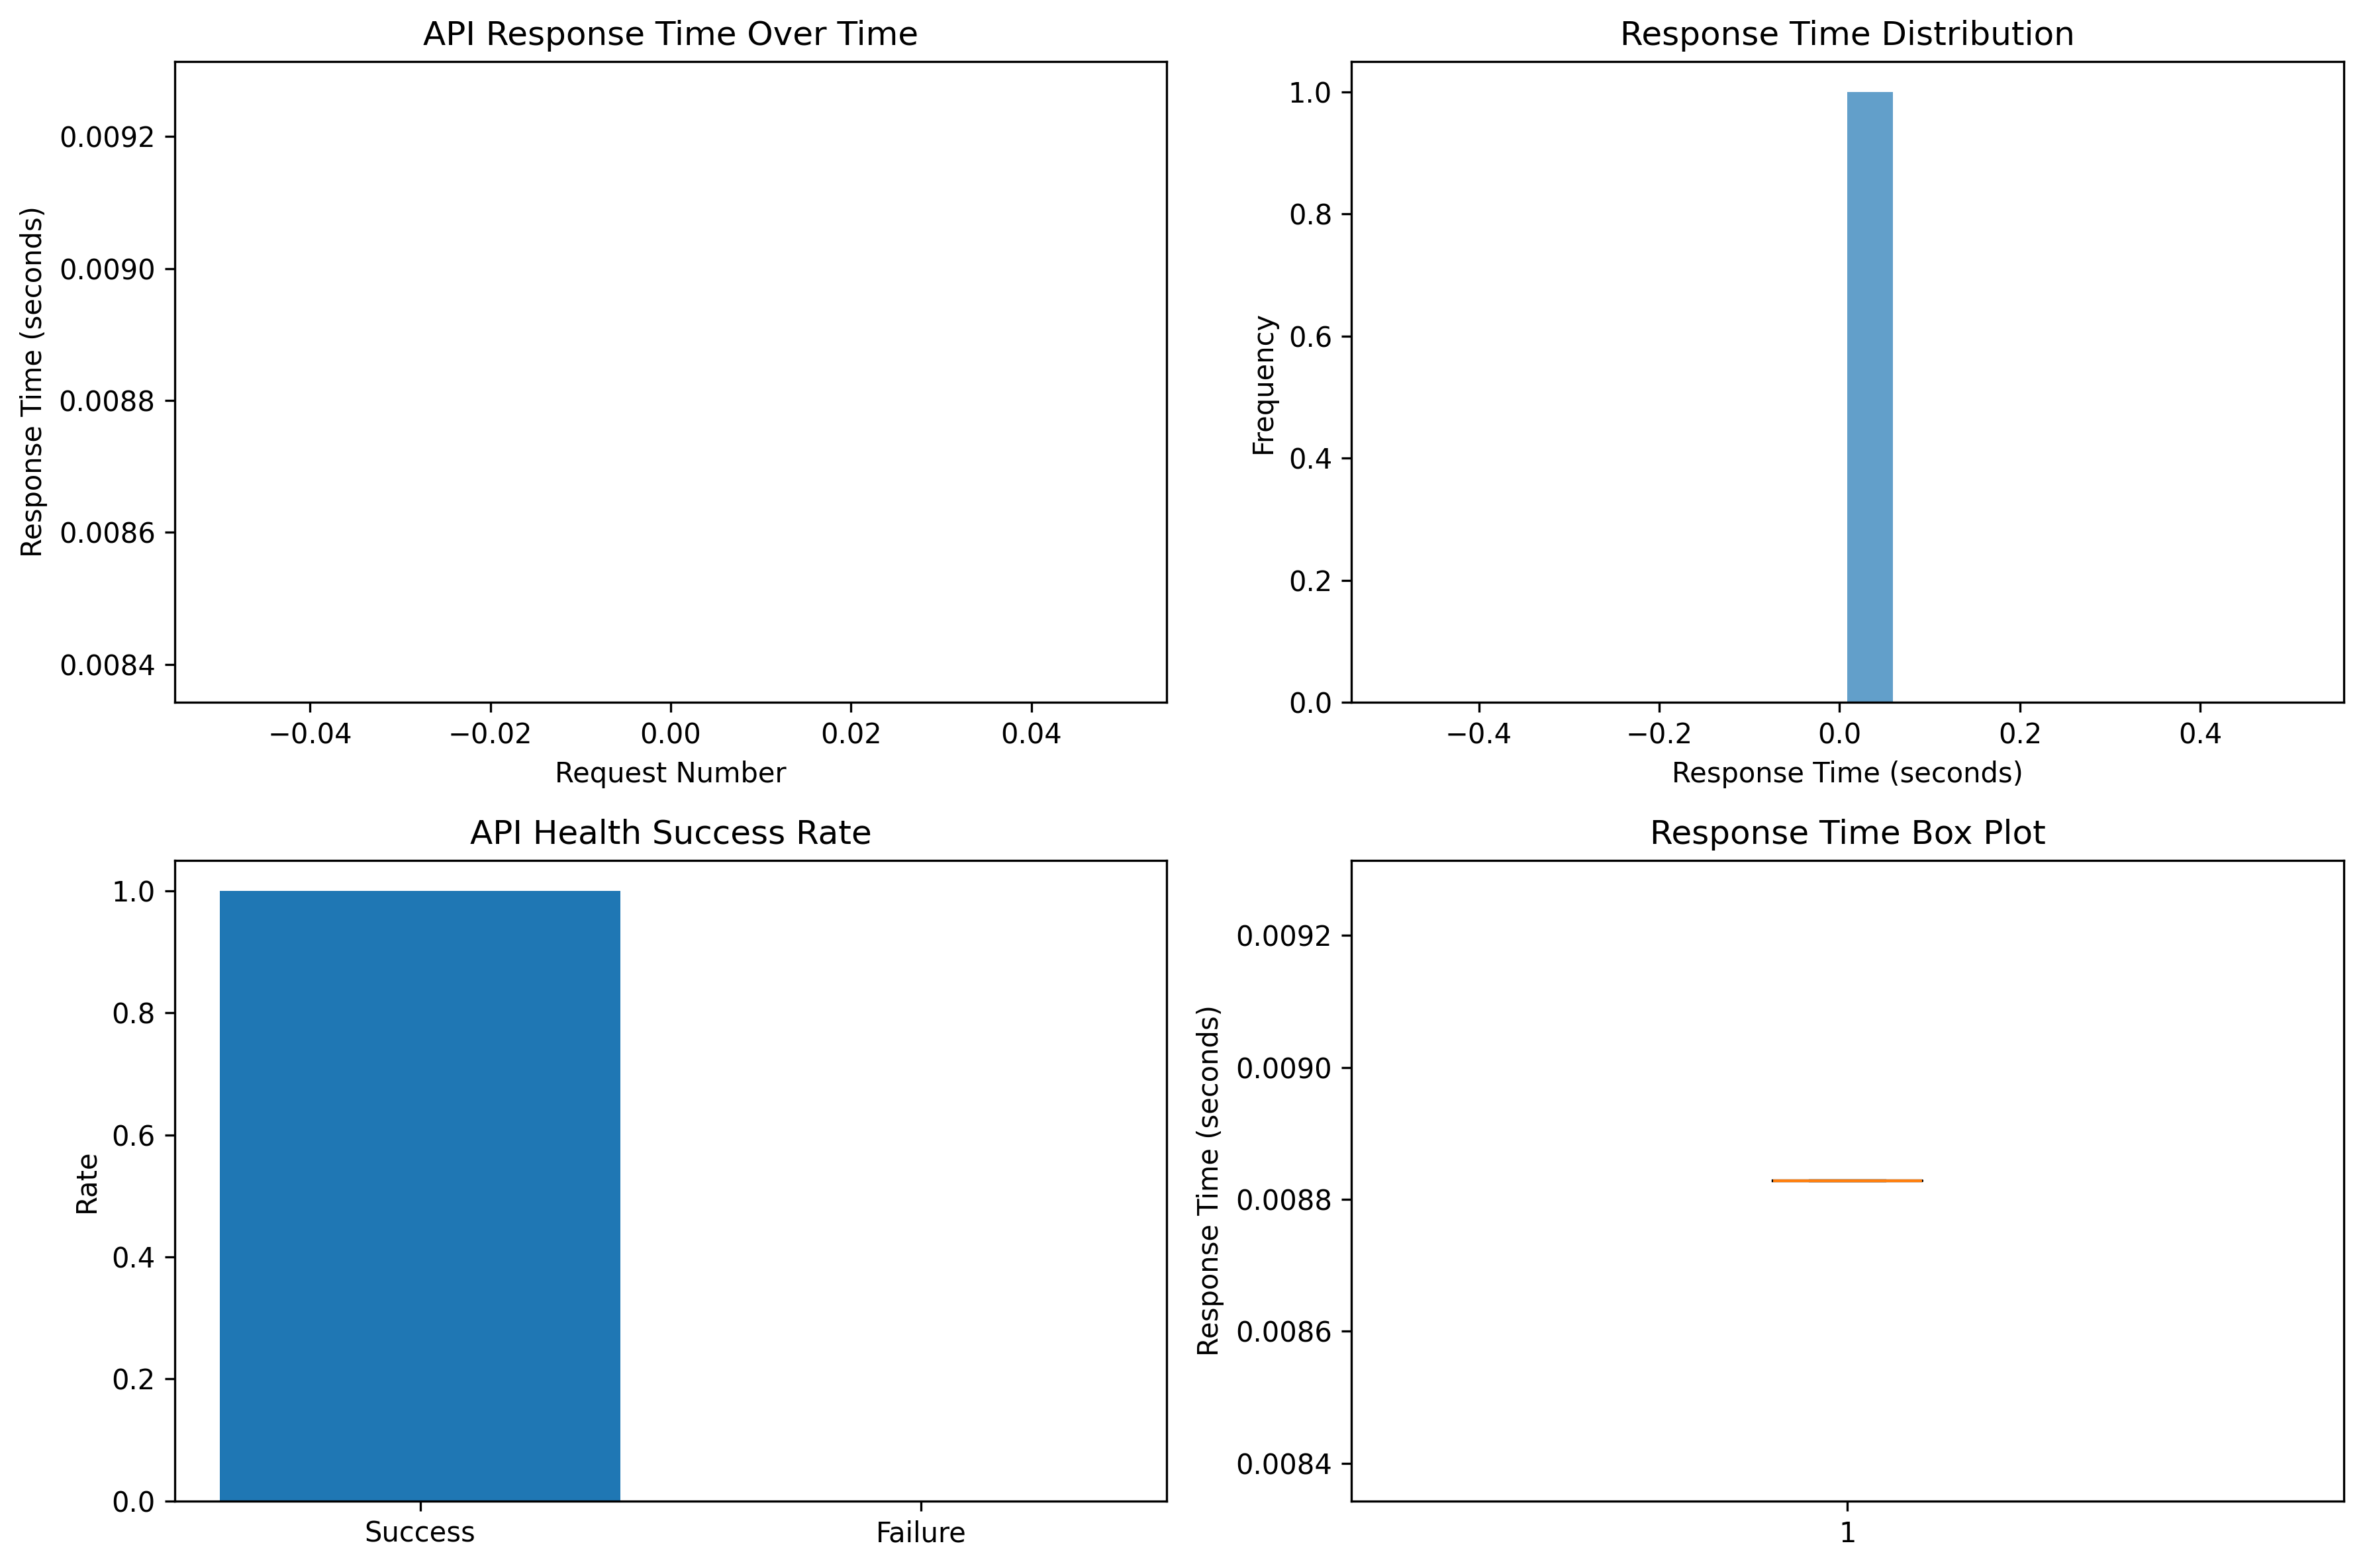 API Response Time Over Time
Response Time (seconds)
0.0092
0.0090
0.0088
0.0086
0.0084
−0.04 −0.02 0.00 0.02 0.04
Request Number
Response Time Distribution
Frequency
1.0
0.8
0.6
0.4
0.2
0.0
−0.4 −0.2 0.0 0.2 0.4
Response Time (seconds)
API Health Success Rate
Rate
1.0
0.8
0.6
0.4
0.2
0.0
Success Failure
Response Time Box Plot
Response Time (seconds)
0.0092
0.0090
0.0088
0.0086
0.0084
1